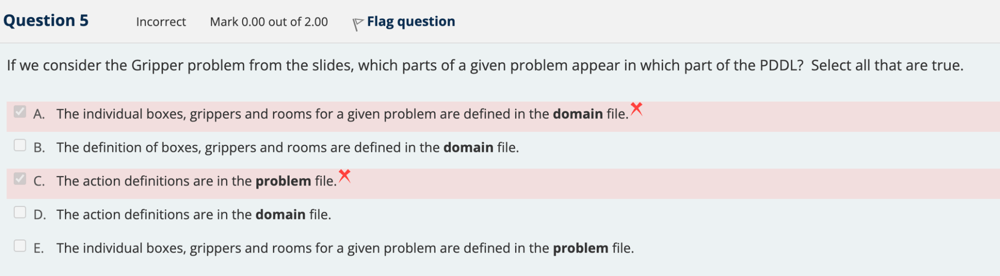 Question 5 Incorrect Mark 0.00 out of 2.00 Flag question
If we consider the Gripper problem from the slides, which parts of a given problem appear in which part of the PDDL?  Select all that are true.
A. The individual boxes, grippers and rooms for a given problem are defined in the domain file.
B. The definition of boxes, grippers and rooms are defined in the domain file.
C. The action definitions are in the problem file.
D. The action definitions are in the domain file.
E. The individual boxes, grippers and rooms for a given problem are defined in the problem file.